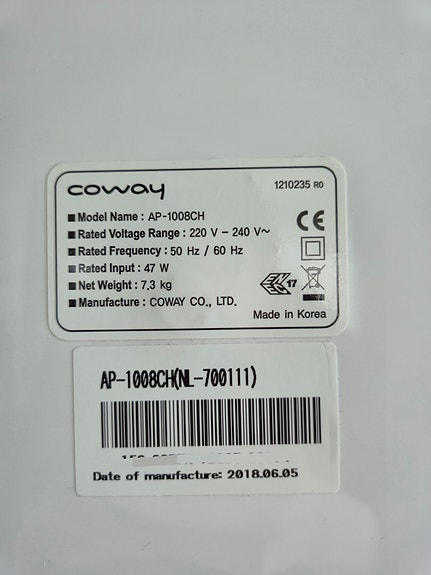 coway
1210235 R0
■ Model Name : AP-1008CH
■ Rated Voltage Range : 220 V – 240 V~
■ Rated Frequency : 50 Hz / 60 Hz
■ Rated Input : 47 W
■ Net Weight : 7,3 kg
■ Manufacture : COWAY CO., LTD.
CE
17
Made in Korea
AP-1008CH(NL-700111)
Date of manufacture: 2018.06.05